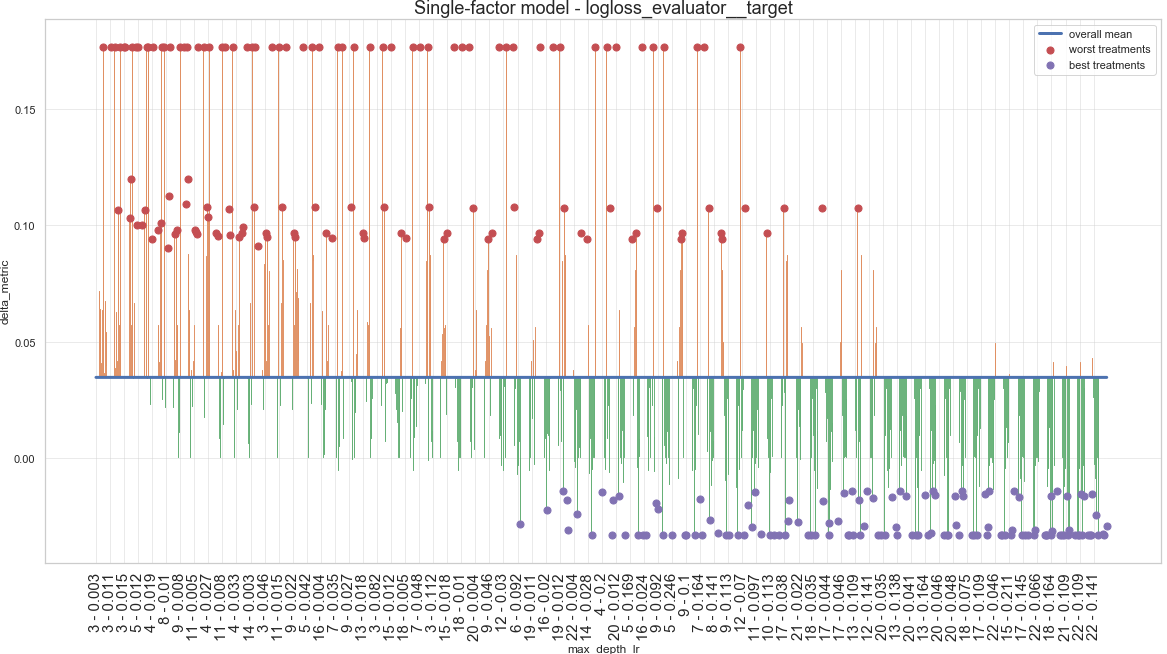 Single-factor model - logloss_evaluator__target
overall mean
worst treatments
best treatments
delta_metric
0.15
0.10
0.05
0.00
3 - 0.003
3 - 0.011
3 - 0.015
5 - 0.012
4 - 0.019
8 - 0.01
9 - 0.008
11 - 0.005
4 - 0.027
11 - 0.008
4 - 0.033
14 - 0.003
3 - 0.046
11 - 0.015
9 - 0.022
5 - 0.042
16 - 0.004
7 - 0.035
9 - 0.027
13 - 0.018
3 - 0.082
15 - 0.012
18 - 0.005
7 - 0.048
3 - 0.112
15 - 0.018
18 - 0.01
20 - 0.004
9 - 0.046
12 - 0.03
6 - 0.092
19 - 0.011
16 - 0.02
19 - 0.012
22 - 0.004
14 - 0.028
4 - 0.2
20 - 0.012
5 - 0.169
16 - 0.024
9 - 0.092
5 - 0.246
9 - 0.1
7 - 0.164
8 - 0.141
9 - 0.113
12 - 0.07
11 - 0.097
10 - 0.113
17 - 0.038
21 - 0.022
18 - 0.035
17 - 0.044
17 - 0.046
13 - 0.109
12 - 0.141
20 - 0.035
13 - 0.138
20 - 0.041
13 - 0.164
20 - 0.046
20 - 0.048
18 - 0.075
17 - 0.109
22 - 0.046
15 - 0.211
17 - 0.145
22 - 0.066
18 - 0.164
21 - 0.109
22 - 0.109
22 - 0.141
max_depth_lr